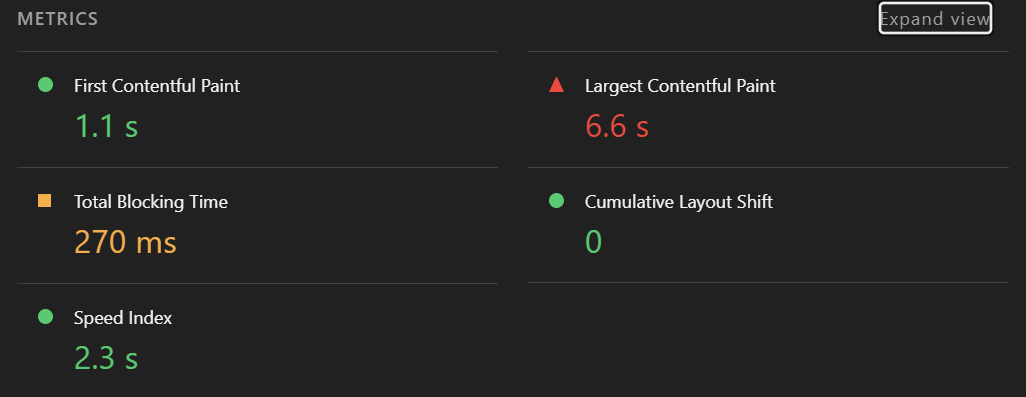 METRICS
Expand view
First Contentful Paint
1.1 s
Largest Contentful Paint
6.6 s
Total Blocking Time
270 ms
Cumulative Layout Shift
0
Speed Index
2.3 s